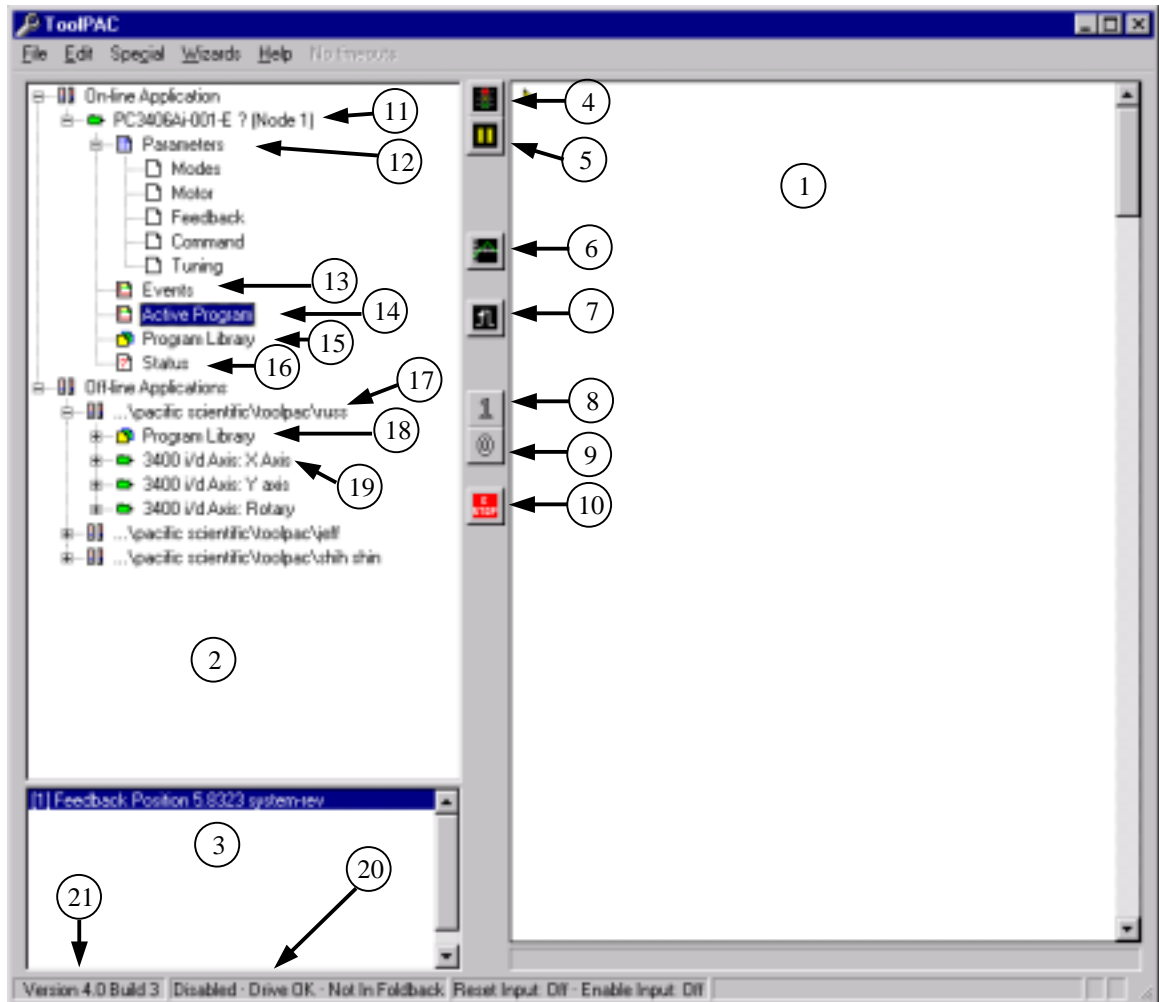 ToolPAC
File Edit Special Wizards Help No timeouts
On-line Application
PC3406Ai-001-E ? (Node 1)
Parameters
Modes
Motor
Feedback
Command
Tuning
Events
Active Program
Program Library
Status
Off-line Applications
...\pacific scientific\toolpac\russ
Program Library
3400 i/d Axis: X Axis
3400 i/d Axis: Y axis
3400 i/d Axis: Rotary
...\pacific scientific\toolpac\jeff
...\pacific scientific\toolpac\shih shin
11
12
13
14
15
16
17
18
19
2
[1] Feedback Position 5.8323 system-rev
3
20
21
4
5
6
7
1
8
0
9
E
STOP
10
1
Version 4.0 Build 3 Disabled - Drive OK - Not In Foldback Reset Input: Off - Enable Input: Off